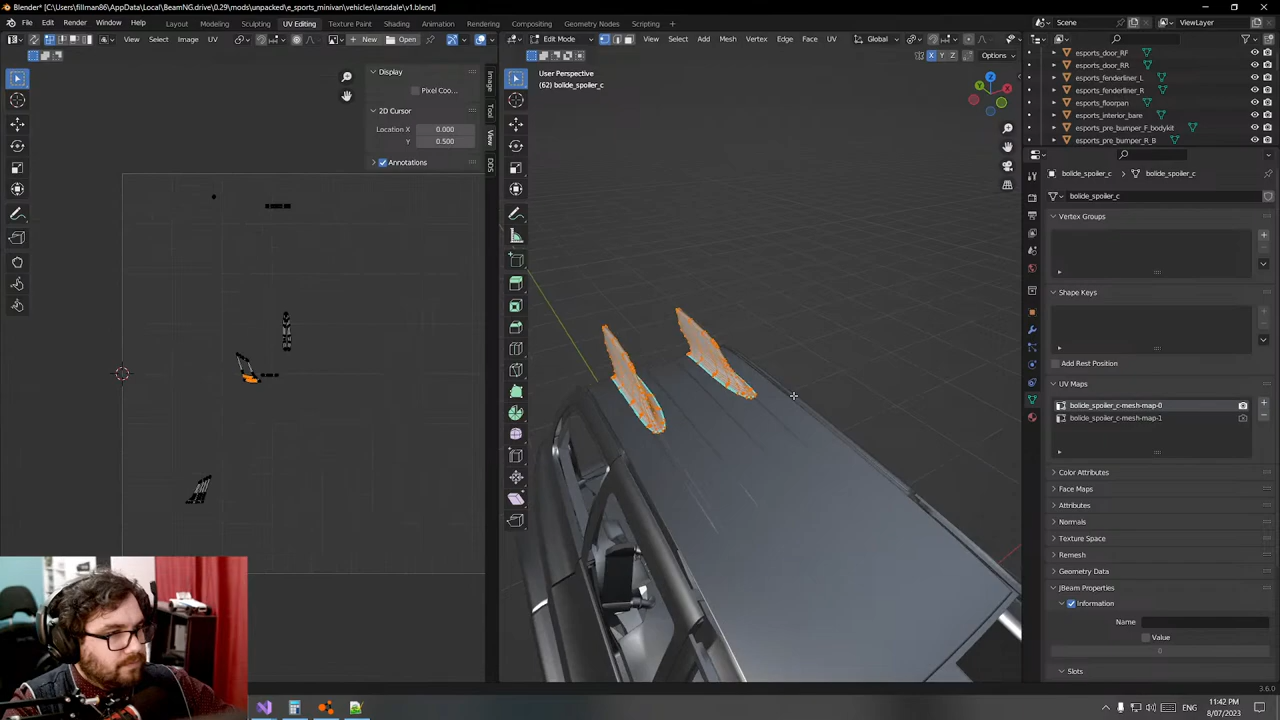 Blender* [C:\Users\fillman86\AppData\Local\BeamNG.drive\0.29\mods\unpacked\e_sports_minivan\vehicles\lansdale\v1.blend]
File Edit Render Window Help
Layout Modeling Sculpting UV Editing Texture Paint Shading Animation Rendering Compositing Geometry Nodes Scripting
Scene
ViewLayer
View Select Image UV
New Open
Edit Mode
View Select Add Mesh Vertex Edge Face UV
Global
X Y Z Options
Display
Pixel Coo...
2D Cursor
Location X 0.000
Y 0.500
Annotations
Image
Tool
View
User Perspective
(62) bolide_spoiler_c
esports_door_RF
esports_door_RR
esports_fenderliner_L
esports_fenderliner_R
esports_floorpan
esports_interior_bare
esports_pre_bumper_F_bodykit
esports_pre_bumper_R_B
bolide_spoiler_c bolide_spoiler_c
bolide_spoiler_c
Vertex Groups
Shape Keys
Add Rest Position
UV Maps
bolide_spoiler_c-mesh-map-0
bolide_spoiler_c-mesh-map-1
Color Attributes
Face Maps
Attributes
Normals
Texture Space
Remesh
Geometry Data
JBeam Properties
Information
Name
Value
0
Slots
3.6.0
ENG
11:42 PM
8/07/2023